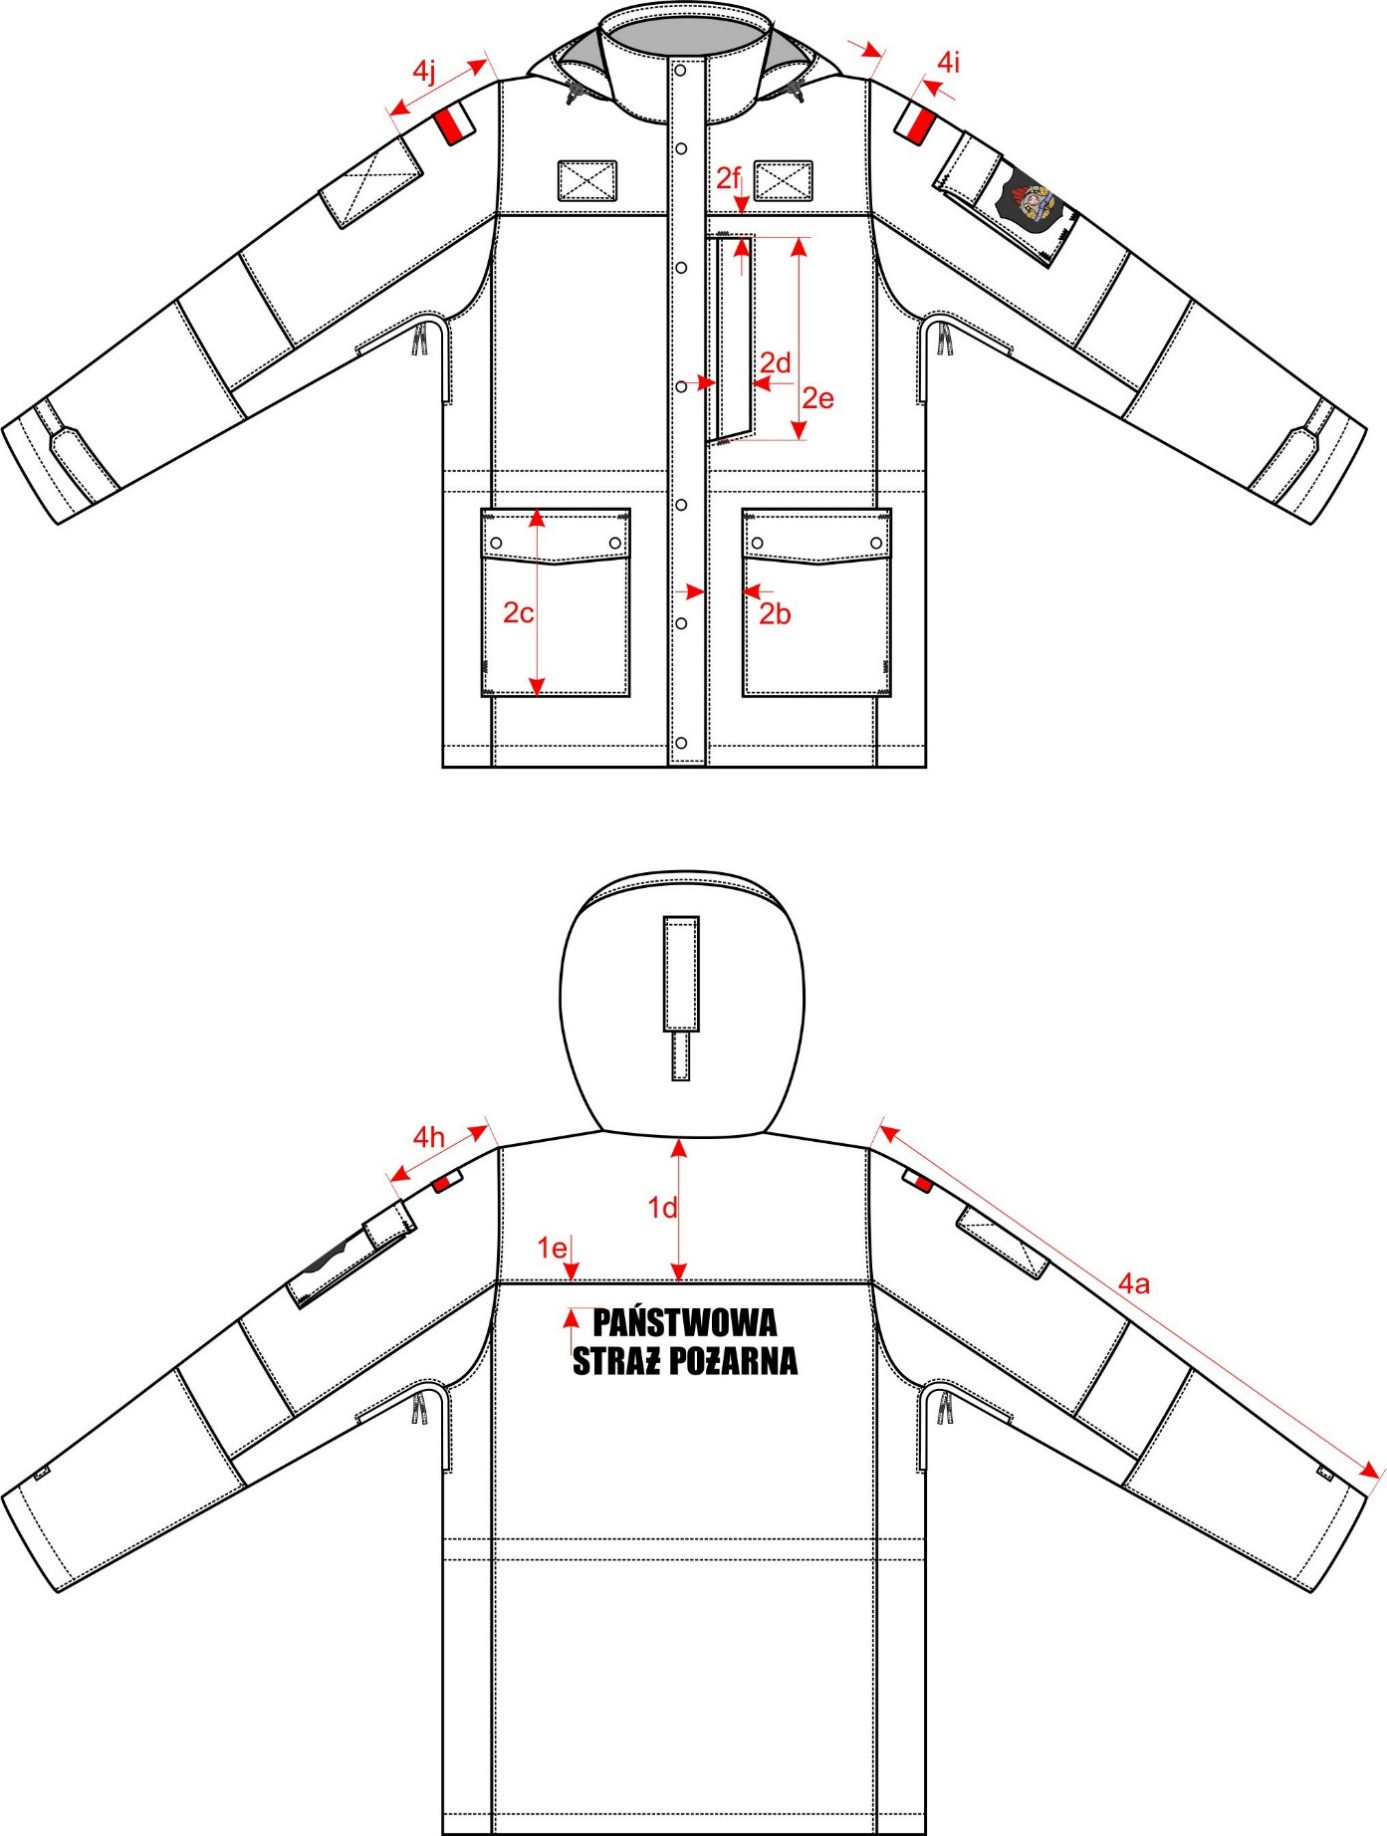 4j
4i
2f
2d
2e
2c
2b
4h
1d
1e
4a
PAŃSTWOWA
STRAŻ POŻARNA